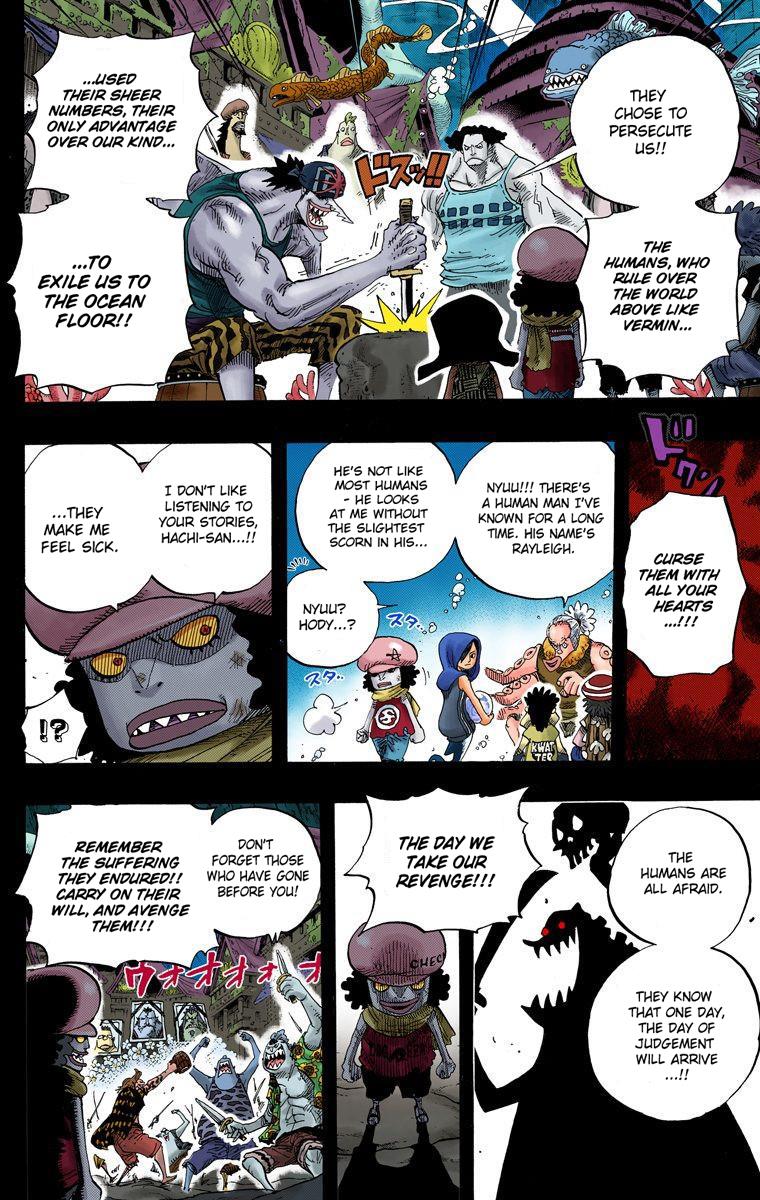 THEY
CHOSE TO
PERSECUTE
US!!
THE
HUMANS, WHO
RULE OVER
THE WORLD
ABOVE LIKE
VERMIN...
ドスッ!!
...USED
THEIR SHEER
NUMBERS, THEIR
ONLY ADVANTAGE
OVER OUR KIND...
...TO
EXILE US TO
THE OCEAN
FLOOR!!
ドクン
CURSE
THEM WITH
ALL YOUR
HEARTS
...!!!
NYUU!!! THERE'S
A HUMAN MAN I'VE
KNOWN FOR A LONG
TIME. HIS NAME'S
RAYLEIGH.
HE'S NOT LIKE
MOST HUMANS
- HE LOOKS
AT ME WITHOUT
THE SLIGHTEST
SCORN IN HIS...
NYUU?
HODY...?
スタ..
スタ..
KWAT
TER
I DON'T LIKE
LISTENING TO
YOUR STORIES,
HACHI-SAN...!!
...THEY
MAKE ME
FEEL SICK.
!?
THE
HUMANS ARE
ALL AFRAID.
THEY KNOW
THAT ONE DAY,
THE DAY OF
JUDGEMENT
WILL ARRIVE
...!!
THE DAY WE
TAKE OUR
REVENGE!!!
CHECK
DON'T
FORGET THOSE
WHO HAVE GONE
BEFORE YOU!
REMEMBER
THE SUFFERING
THEY ENDURED!!
CARRY ON THEIR
WILL, AND AVENGE
THEM!!!
ウォオオオオ